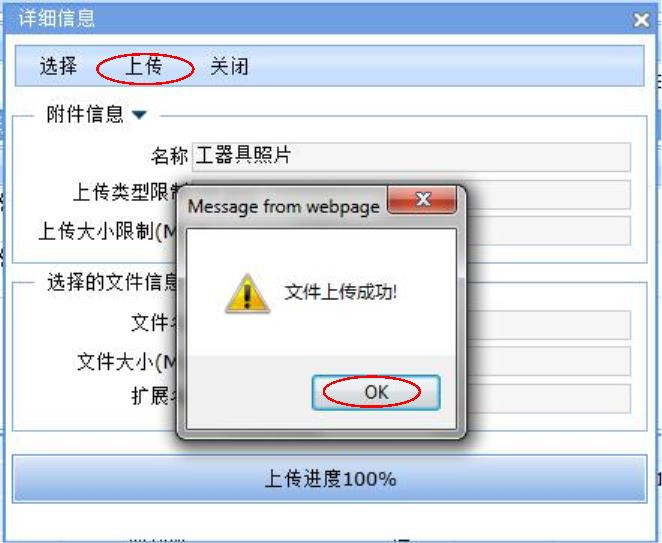 详细信息
选择 上传 关闭
附件信息
名称 工器具照片
上传类型限制
Message from webpage
上传大小限制(M
选择的文件信息
文件上传成功!
文件
文件大小(M
OK
扩展
上传进度100%